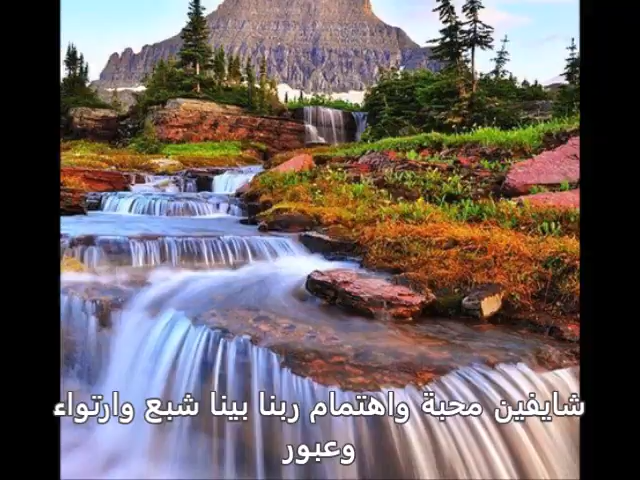 شايفين محبة واهتمام ربنا بينا شبع وارتواء
وعبور